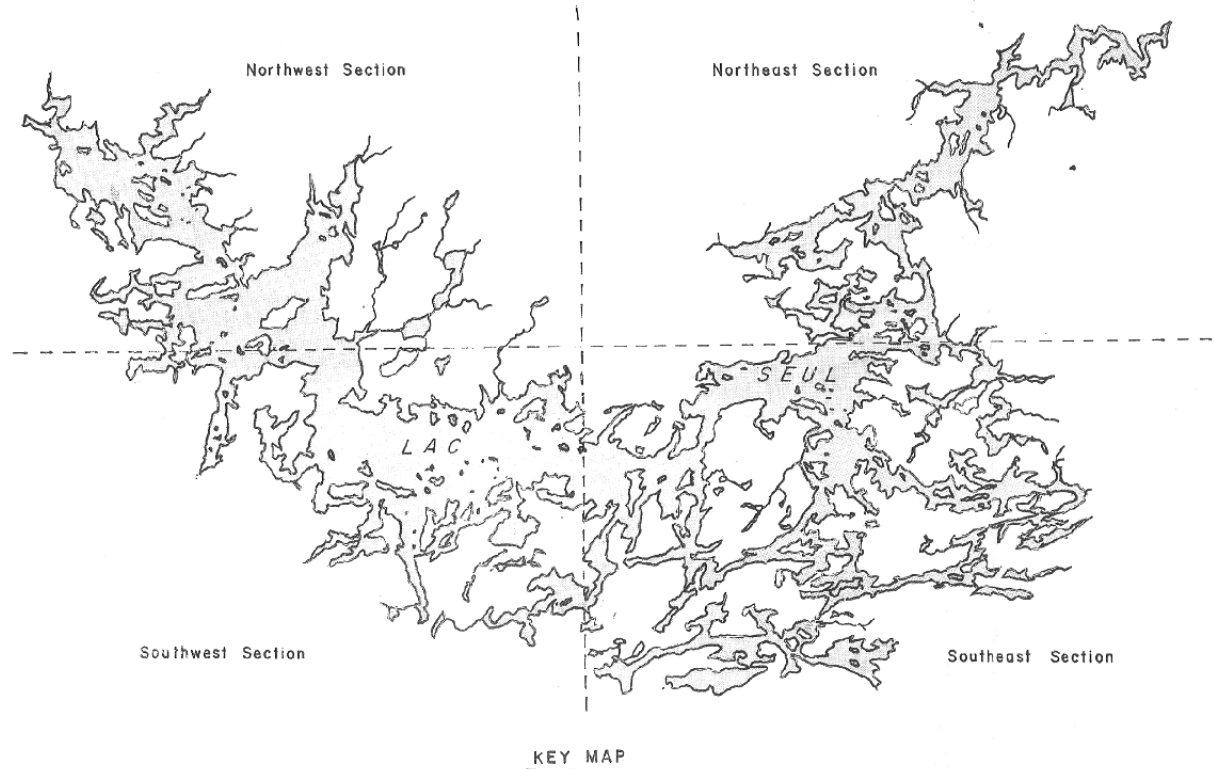 Northwest Section
Northeast Section
SEUL
LAC
Southwest Section
Southeast Section
KEY MAP